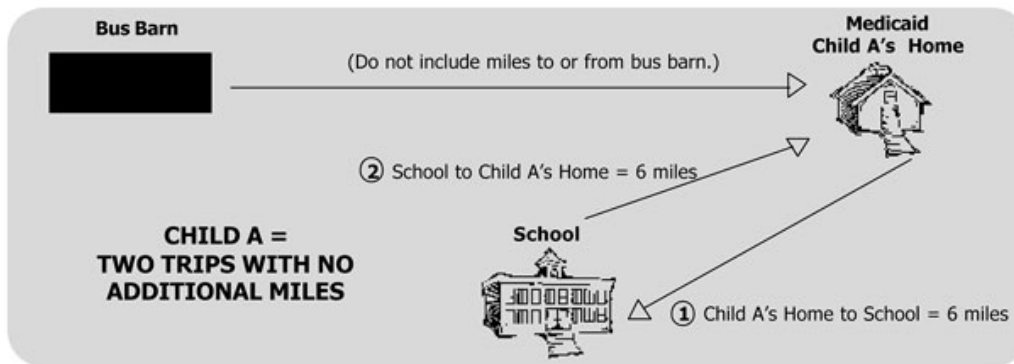 Bus Barn
Medicaid
Child A's Home
(Do not include miles to or from bus barn.)
② School to Child A's Home = 6 miles
CHILD A =
TWO TRIPS WITH NO
ADDITIONAL MILES
School
① Child A's Home to School = 6 miles